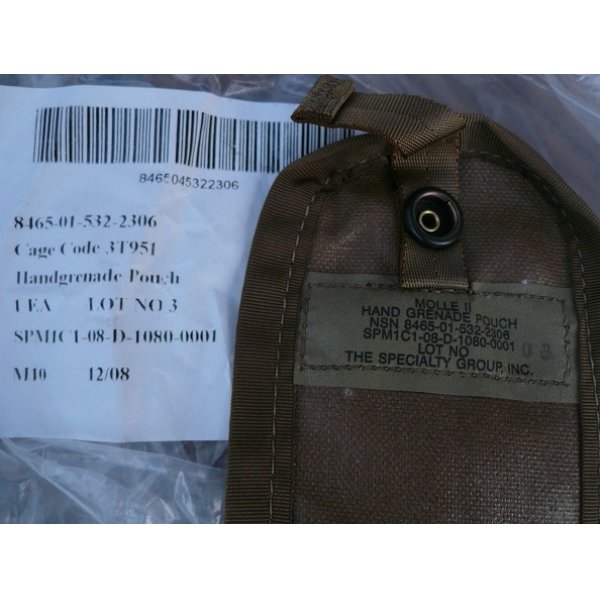 8465045322306
8465-01-532-2306
Cage Code 3T951
Handgrenade Pouch
1 EA LOT NO 3
SPM1C1-08-D-1080-0001
M10 12/08
MOLLE II
HAND GRENADE POUCH
NSN 8465-01-532-2306
SPM1C1-08-D-1080-0001
LOT NO 03
THE SPECIALTY GROUP, INC.